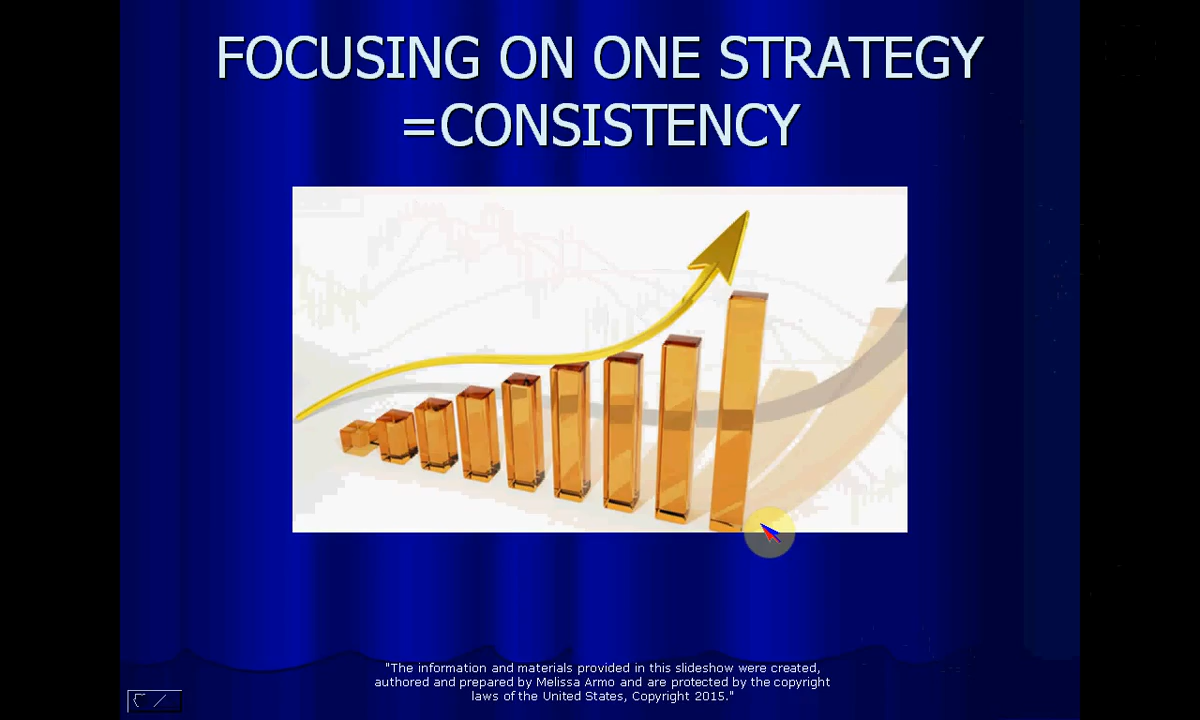 FOCUSING ON ONE STRATEGY
=CONSISTENCY
"The information and materials provided in this slideshow were created,
authored and prepared by Melissa Armo and are protected by the copyright
laws of the United States, Copyright 2015."